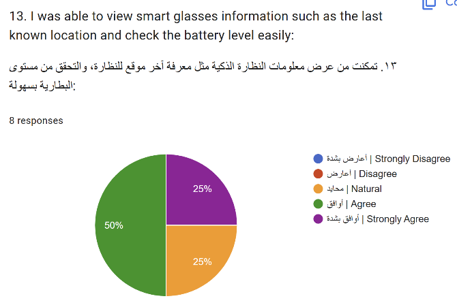 13. I was able to view smart glasses information such as the last
known location and check the battery level easily:
١٣. تمكنت من عرض معلومات النظارة الذكية مثل معرفة آخر موقع للنظارة، والتحقق من مستوى
البطارية بسهولة:
8 responses
أعارض بشدة | Strongly Disagree
أعارض | Disagree
محايد | Natural
أوافق | Agree
أوافق بشدة | Strongly Agree
25%
50%
25%